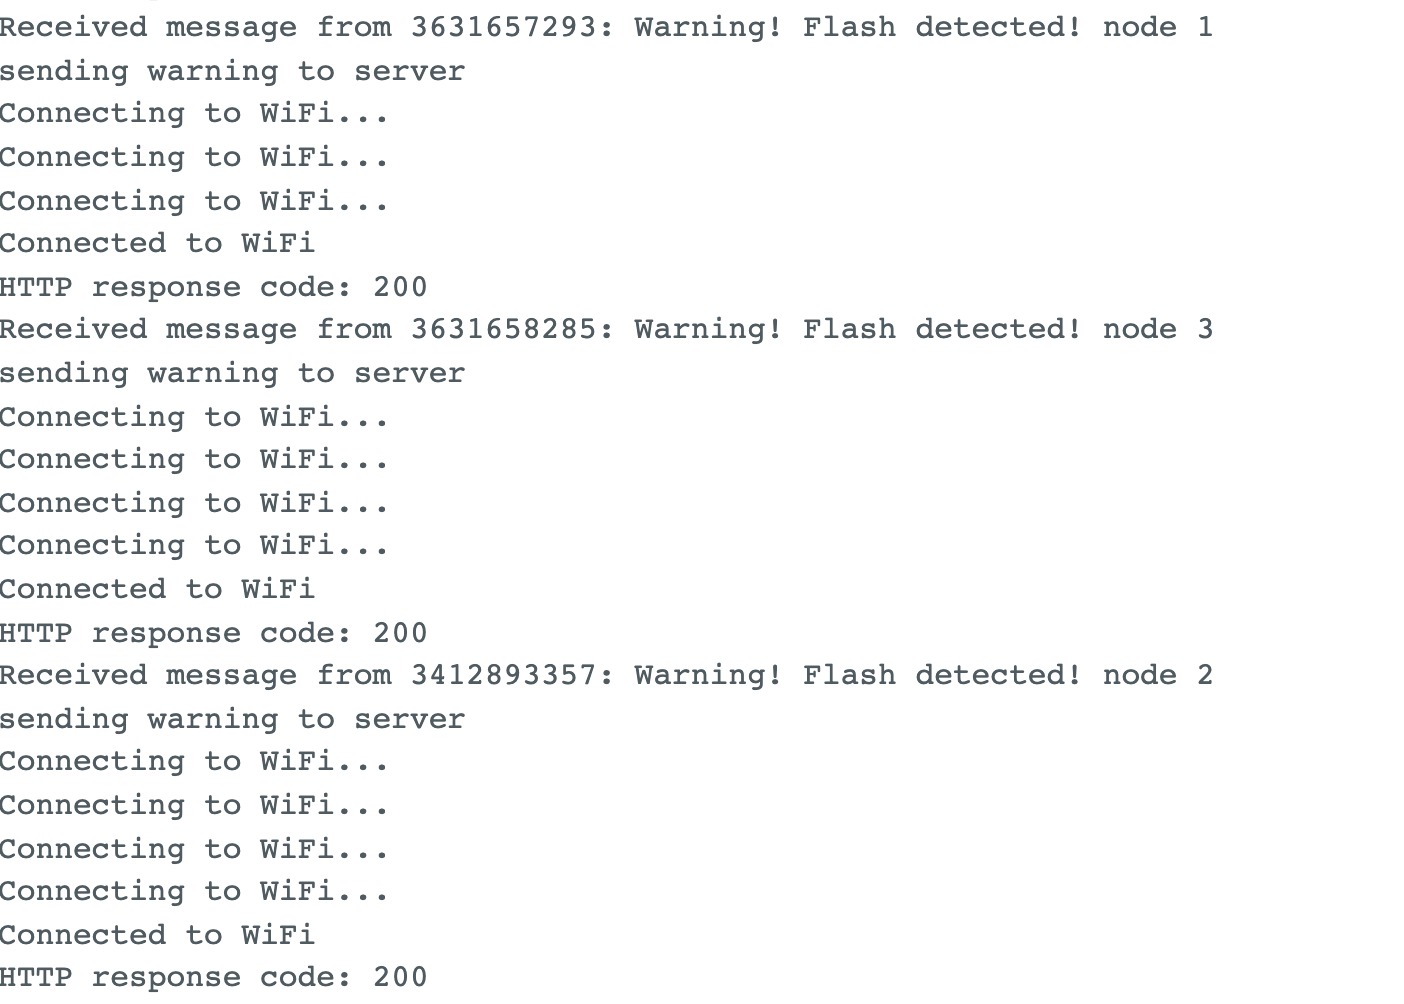 Received message from 3631657293: Warning! Flash detected! node 1
sending warning to server
Connecting to WiFi...
Connecting to WiFi...
Connecting to WiFi...
Connected to WiFi
HTTP response code: 200
Received message from 3631658285: Warning! Flash detected! node 3
sending warning to server
Connecting to WiFi...
Connecting to WiFi...
Connecting to WiFi...
Connecting to WiFi...
Connected to WiFi
HTTP response code: 200
Received message from 3412893357: Warning! Flash detected! node 2
sending warning to server
Connecting to WiFi...
Connecting to WiFi...
Connecting to WiFi...
Connecting to WiFi...
Connected to WiFi
HTTP response code: 200